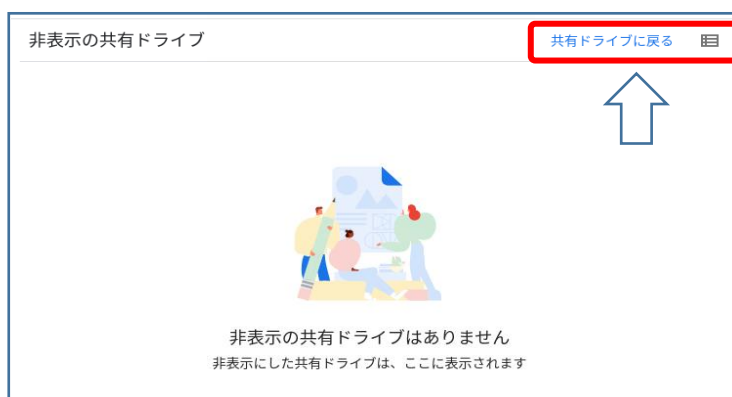 非表示の共有ドライブ
共有ドライブに戻る
非表示の共有ドライブはありません
非表示にした共有ドライブは、ここに表示されます